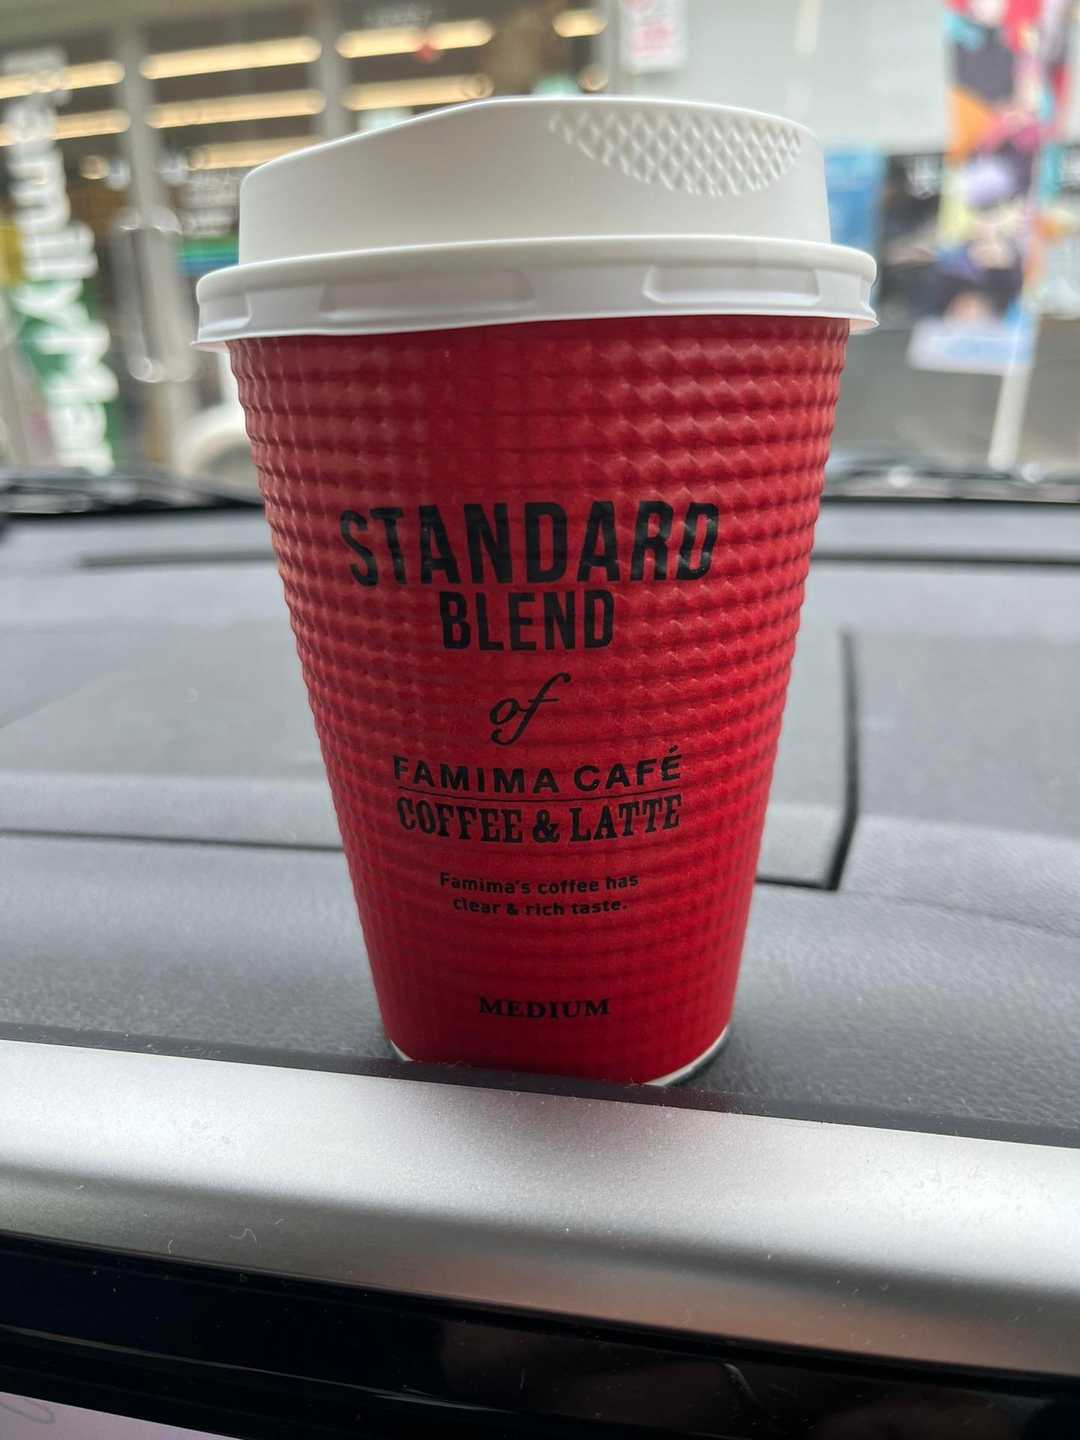 STANDARD
BLEND
of
FAMIMA CAFÉ
COFFEE & LATTE
Famima's coffee has
clear & rich taste.
MEDIUM